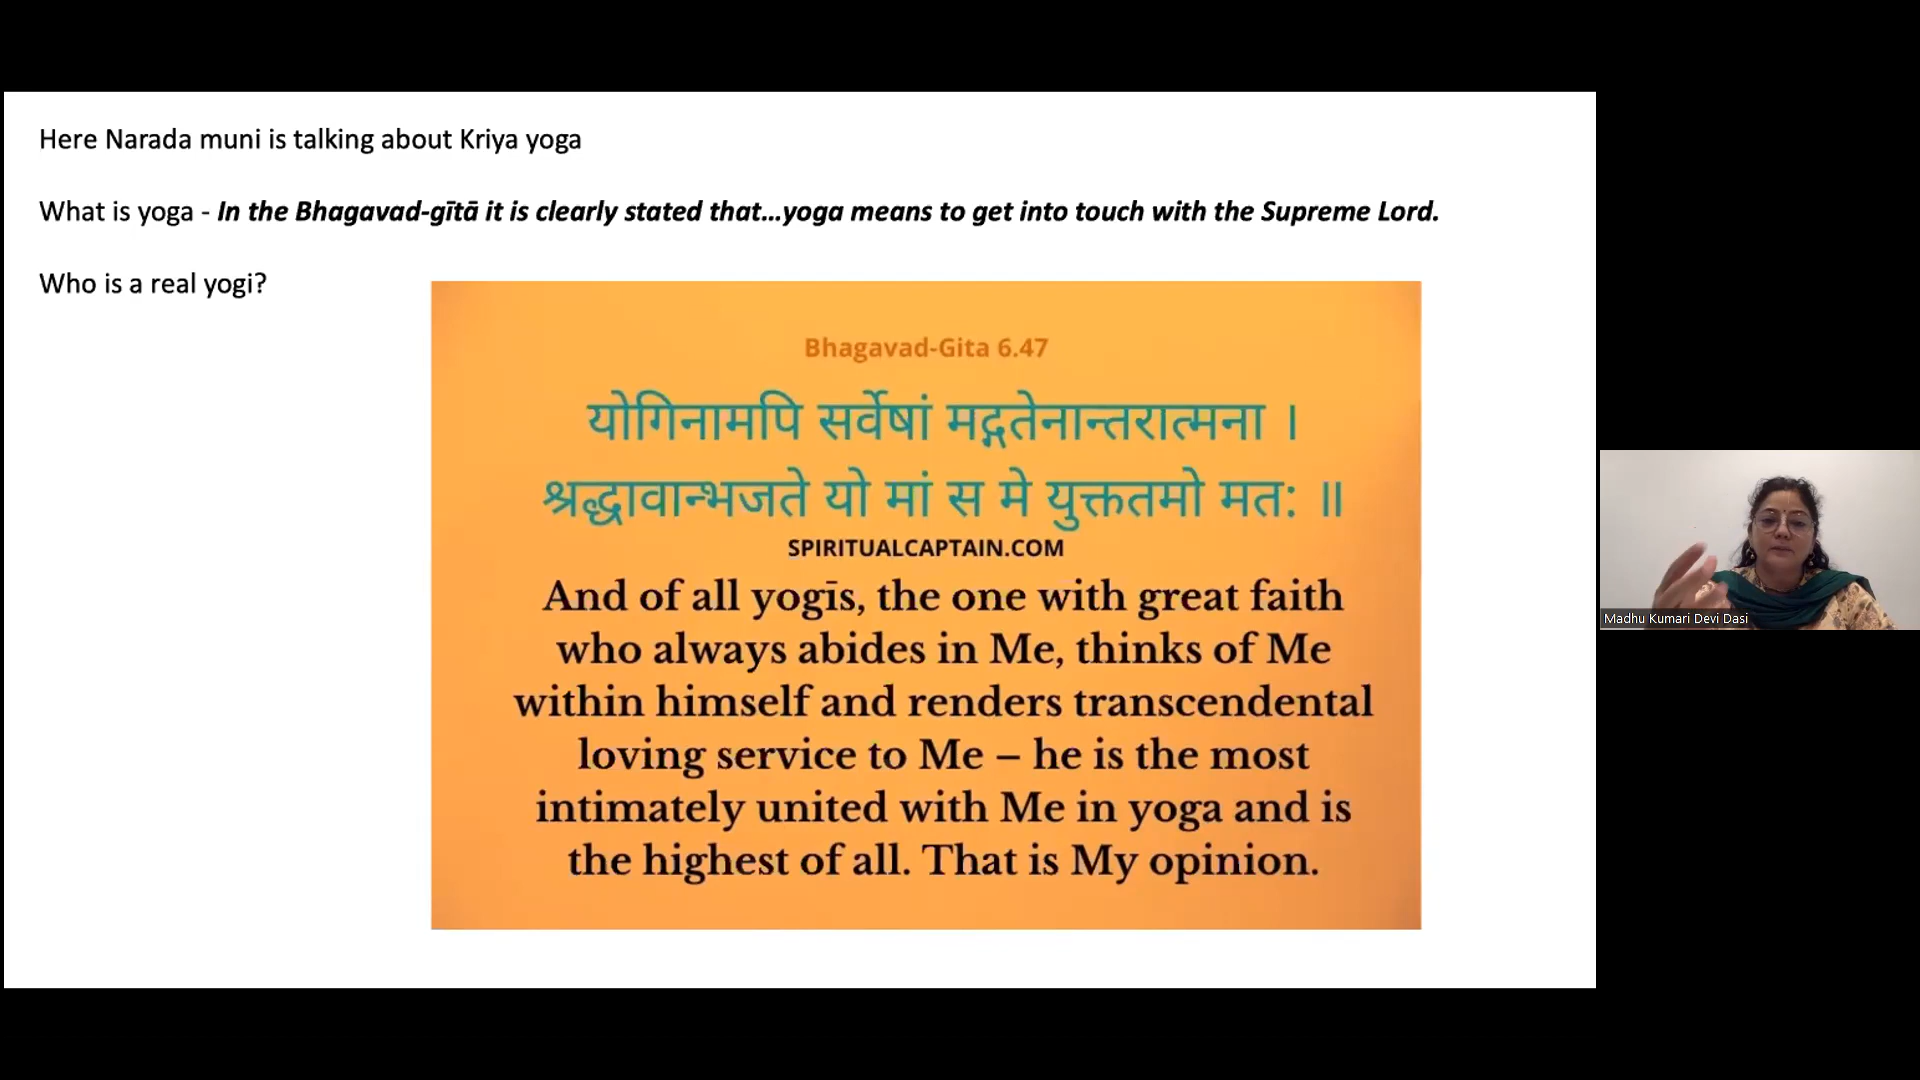 Here Narada muni is talking about Kriya yoga
What is yoga - In the Bhagavad-gītā it is clearly stated that...yoga means to get into touch with the Supreme Lord.
Who is a real yogi?
Bhagavad-Gita 6.47
योगिनामपि सर्वेषां मद्गतेनान्तरात्मना ।
श्रद्धावान्भजते यो मां स मे युक्ततमो मतः ॥
SPIRITUALCAPTAIN.COM
And of all yogīs, the one with great faith
who always abides in Me, thinks of Me
within himself and renders transcendental
loving service to Me – he is the most
intimately united with Me in yoga and is
the highest of all. That is My opinion.
Madhu Kumari Devi Dasi